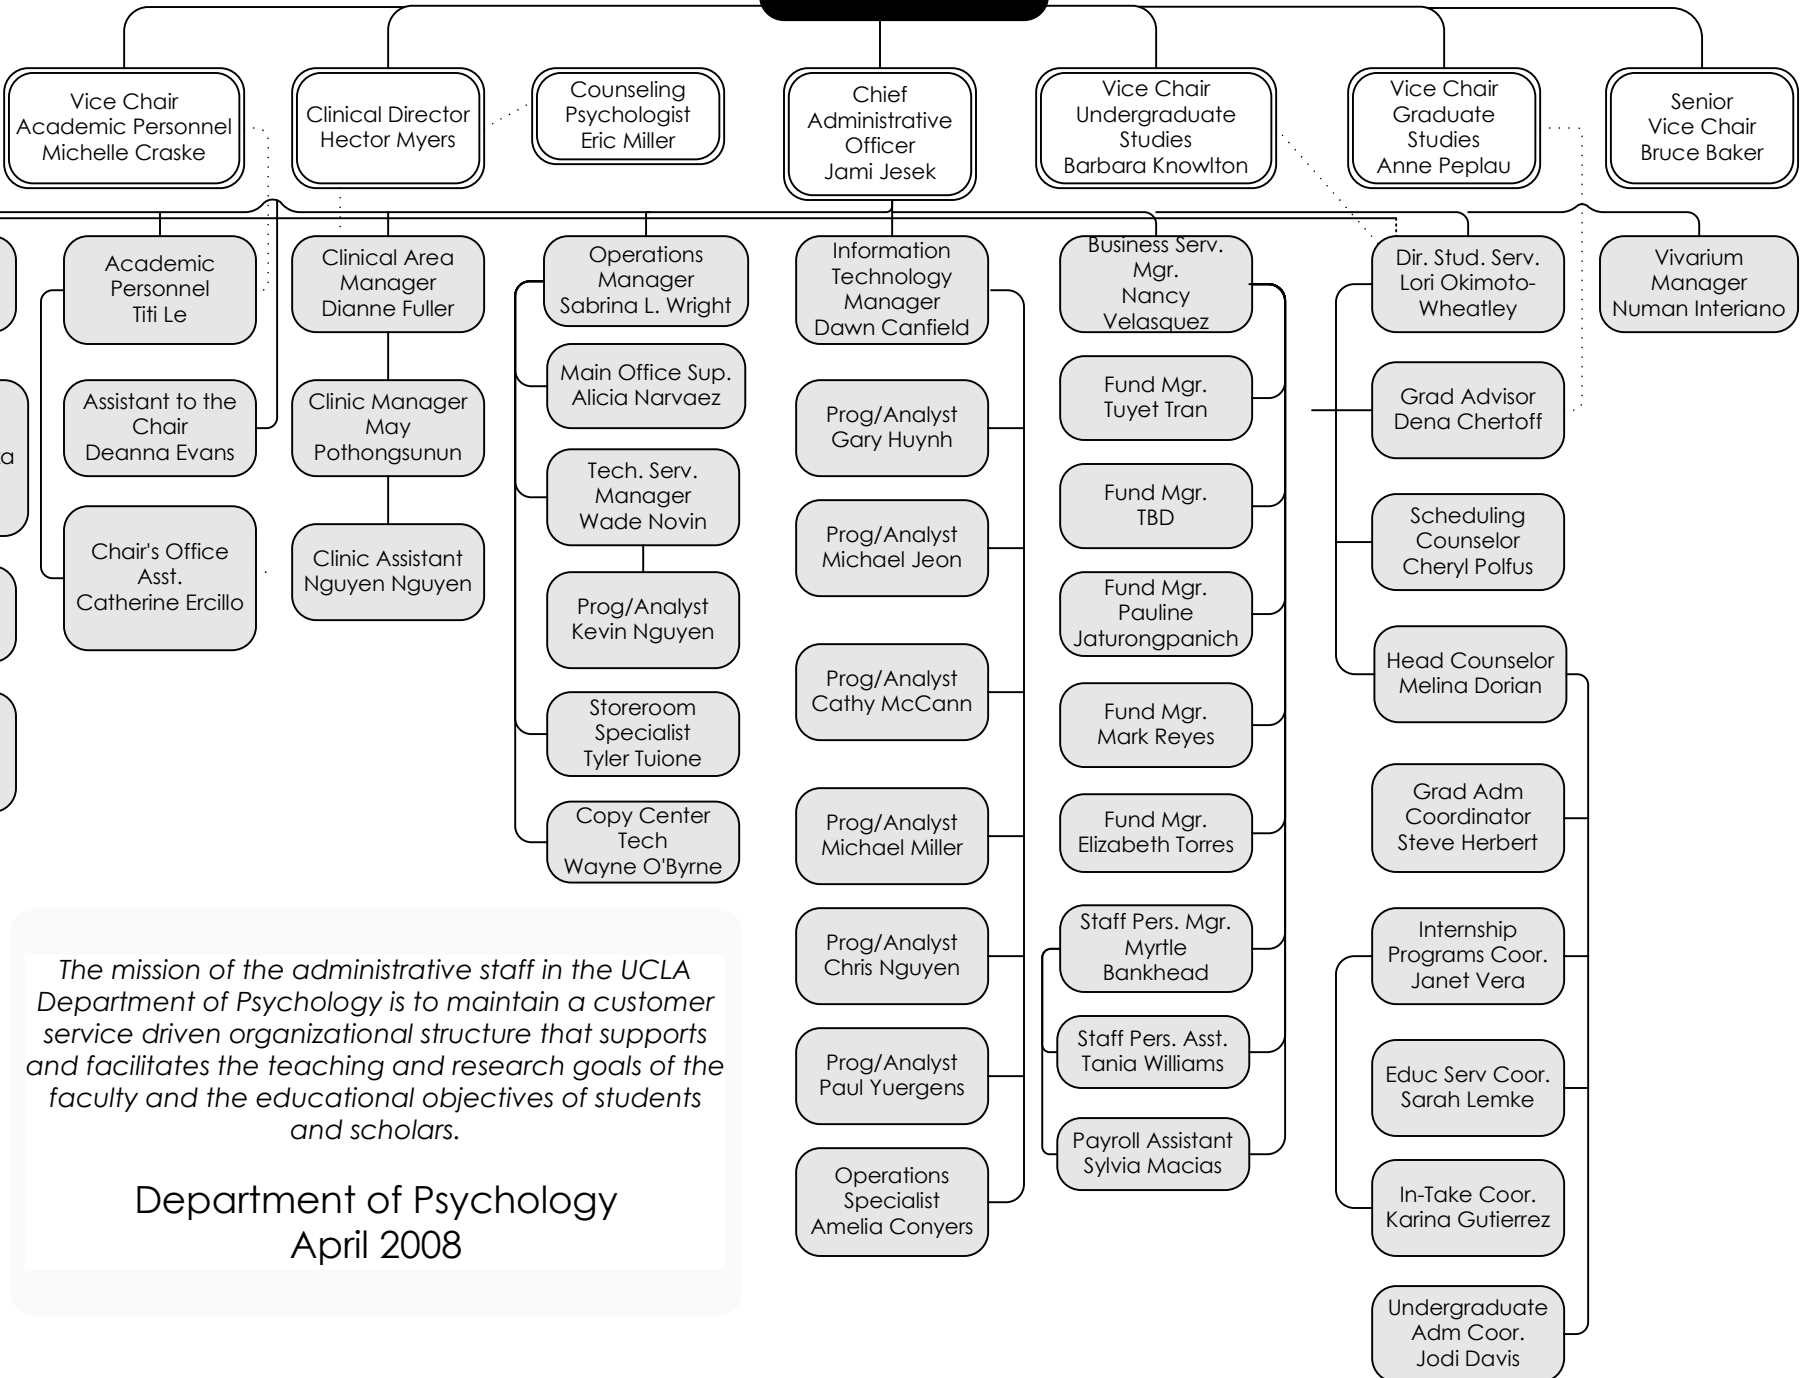 Vice Chair
Academic Personnel
Michelle Craske
Clinical Director
Hector Myers
Counseling
Psychologist
Eric Miller
Chief
Administrative
Officer
Jami Jesek
Vice Chair
Undergraduate
Studies
Barbara Knowlton
Vice Chair
Graduate
Studies
Anne Peplau
Senior
Vice Chair
Bruce Baker
Academic
Personnel
Titi Le
Assistant to the
Chair
Deanna Evans
Chair's Office
Asst.
Catherine Ercillo
Clinical Area
Manager
Dianne Fuller
Clinic Manager
May
Pothongsunun
Clinic Assistant
Nguyen Nguyen
Operations
Manager
Sabrina L. Wright
Main Office Sup.
Alicia Narvaez
Tech. Serv.
Manager
Wade Novin
Prog/Analyst
Kevin Nguyen
Storeroom
Specialist
Tyler Tuione
Copy Center
Tech
Wayne O'Byrne
Information
Technology
Manager
Dawn Canfield
Prog/Analyst
Gary Huynh
Prog/Analyst
Michael Jeon
Prog/Analyst
Cathy McCann
Prog/Analyst
Michael Miller
Prog/Analyst
Chris Nguyen
Prog/Analyst
Paul Yuergens
Operations
Specialist
Amelia Conyers
Business Serv.
Mgr.
Nancy
Velasquez
Fund Mgr.
Tuyet Tran
Fund Mgr.
TBD
Fund Mgr.
Pauline
Jaturongpanich
Fund Mgr.
Mark Reyes
Fund Mgr.
Elizabeth Torres
Staff Pers. Mgr.
Myrtle
Bankhead
Staff Pers. Asst.
Tania Williams
Payroll Assistant
Sylvia Macias
Dir. Stud. Serv.
Lori Okimoto-
Wheatley
Grad Advisor
Dena Chertoff
Scheduling
Counselor
Cheryl Polfus
Head Counselor
Melina Dorian
Grad Adm
Coordinator
Steve Herbert
Internship
Programs Coor.
Janet Vera
Educ Serv Coor.
Sarah Lemke
In-Take Coor.
Karina Gutierrez
Undergraduate
Adm Coor.
Jodi Davis
Vivarium
Manager
Numan Interiano
The mission of the administrative staff in the UCLA
Department of Psychology is to maintain a customer
service driven organizational structure that supports
and facilitates the teaching and research goals of the
faculty and the educational objectives of students
and scholars.
Department of Psychology
April 2008